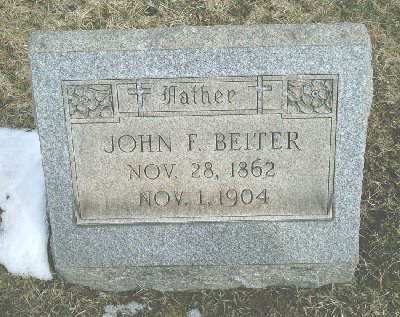 Father
JOHN F. BEITER
NOV. 28, 1862
NOV. 1, 1904